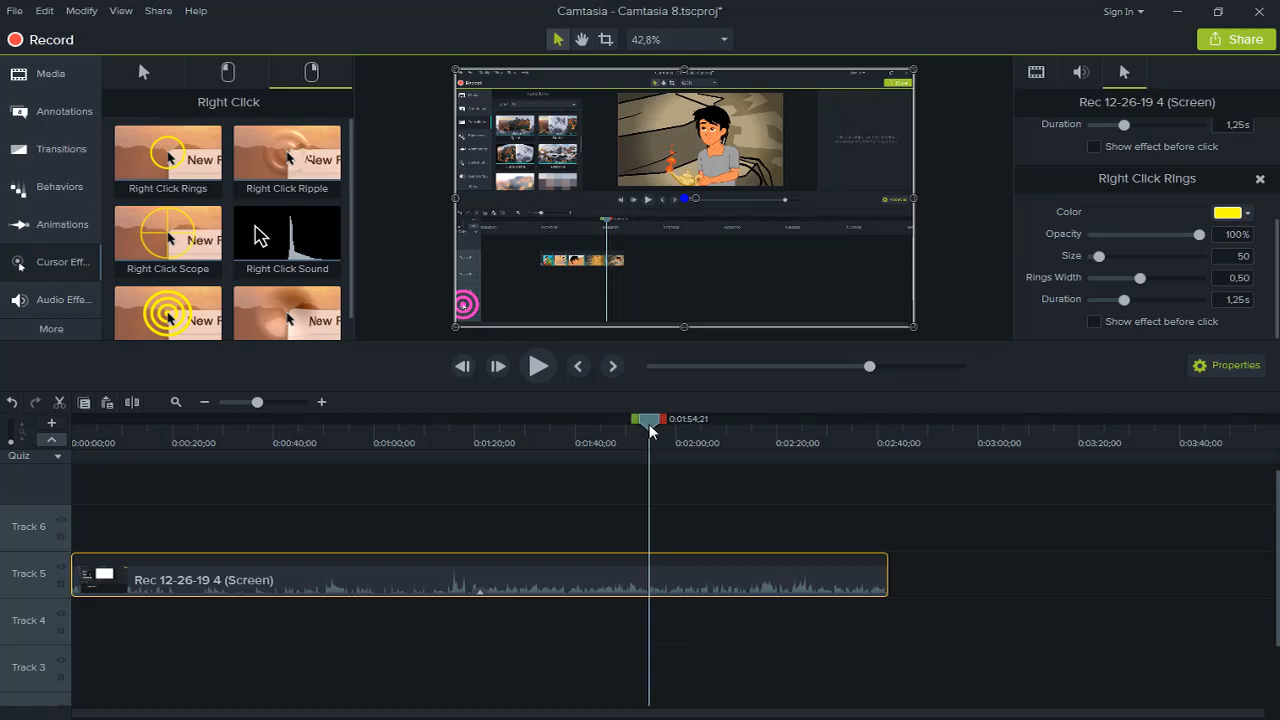 File Edit Modify View Share Help
Camtasia - Camtasia 8.tscproj*
Sign In
Record
42,8%
Share
Media
Annotations
Transitions
Behaviors
Animations
Cursor Eff...
Audio Effe...
More
Right Click
New F
New F
Right Click Rings
Right Click Ripple
New F
Right Click Scope
Right Click Sound
New F
New F
Rec 12-26-19 4 (Screen)
Duration
1,25s
Show effect before click
Right Click Rings
Color
Opacity
100%
Size
50
Rings Width
0,50
Duration
1,25s
Show effect before click
Properties
0:01:54;21
0:00:00;00
0:00:20;00
0:00:40;00
0:01:00;00
0:01:20;00
0:01:40;00
0:02:00;00
0:02:20;00
0:02:40;00
0:03:00;00
0:03:20;00
0:03:40;00
Quiz
Track 6
Track 5
Rec 12-26-19 4 (Screen)
Track 4
Track 3